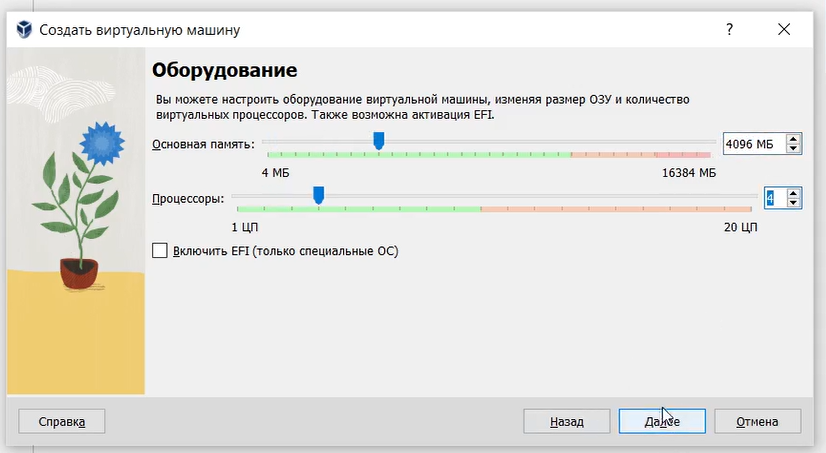 Создать виртуальную машину
?
Оборудование
Вы можете настроить оборудование виртуальной машины, изменяя размер ОЗУ и количество
виртуальных процессоров. Также возможна активация EFI.
Основная память:
4096 МБ
4 МБ
16384 МБ
Процессоры:
4
1 ЦП
20 ЦП
Включить EFI (только специальные ОС)
Справка
Назад
Далее
Отмена